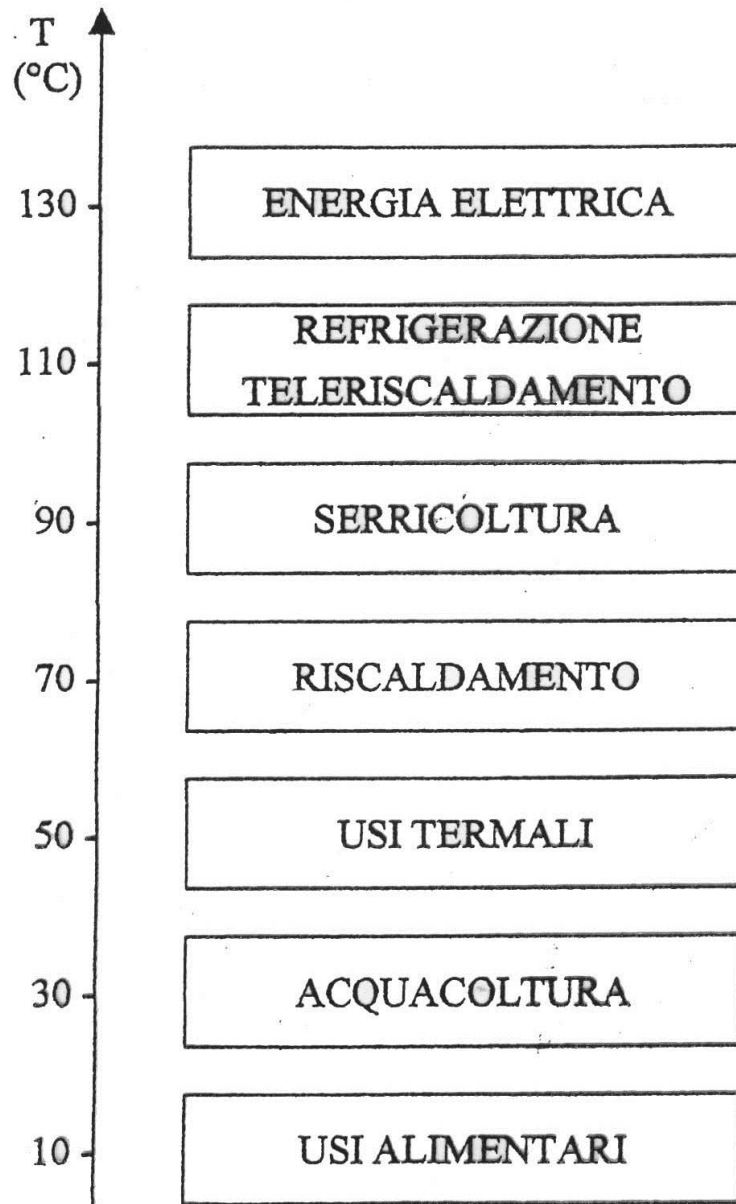 T
(°C)
130
ENERGIA ELETTRICA
REFRIGERAZIONE
110
TELERISCALDAMENTO
90
SERRICOLTURA
70
RISCALDAMENTO
50
USI TERMALI
30
ACQUACOLTURA
10
USI ALIMENTARI